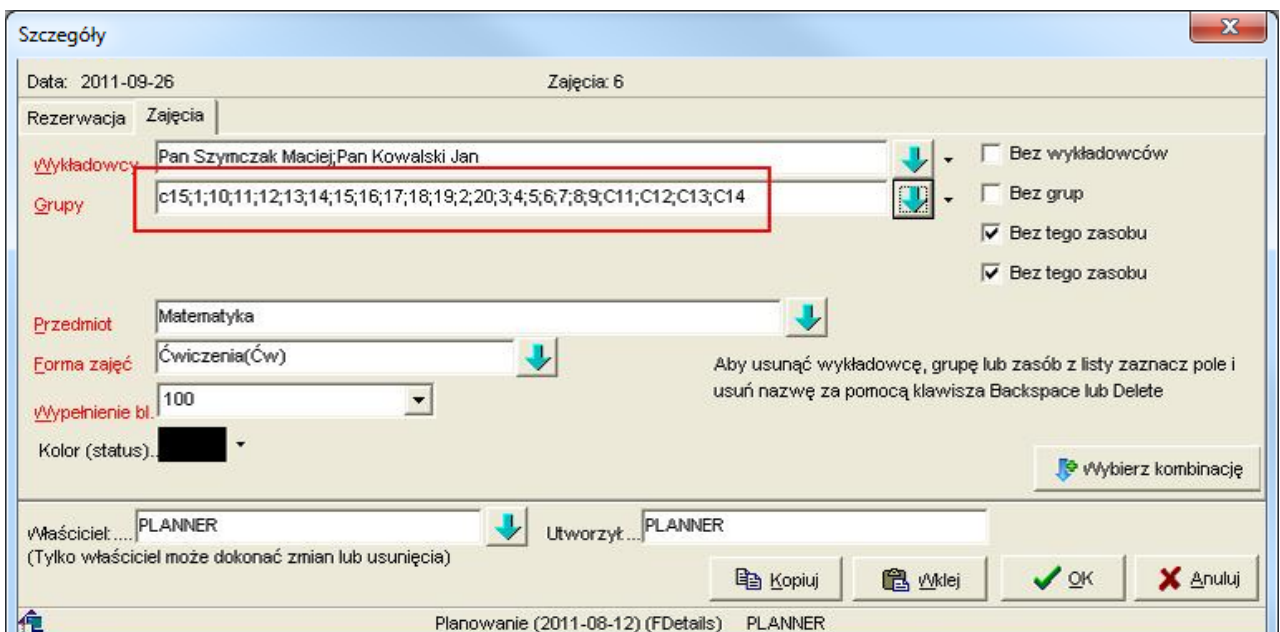 Szczegóły
Data: 2011-09-26 Zajęcia: 6
Rezerwacja Zajęcia
Wykładowcy Pan Szymczak Maciej;Pan Kowalski Jan Bez wykładowców
Grupy c15;1;10;11;12;13;14;15;16;17;18;19;2;20;3;4;5;6;7;8;9;C11;C12;C13;C14 Bez grup
Bez tego zasobu
Bez tego zasobu
Przedmiot Matematyka
Forma zajęć Ćwiczenia(Ćw)
Aby usunąć wykładowcę, grupę lub zasób z listy zaznacz pole i
usuń nazwę za pomocą klawisza Backspace lub Delete
Wypełnienie bl. 100
Kolor (status)..
Wybierz kombinację
Właściciel:.... PLANNER Utworzył:... PLANNER
(Tylko właściciel może dokonać zmian lub usunięcia)
Kopiuj Wklej OK Anuluj
Planowanie (2011-08-12) (FDetails) PLANNER